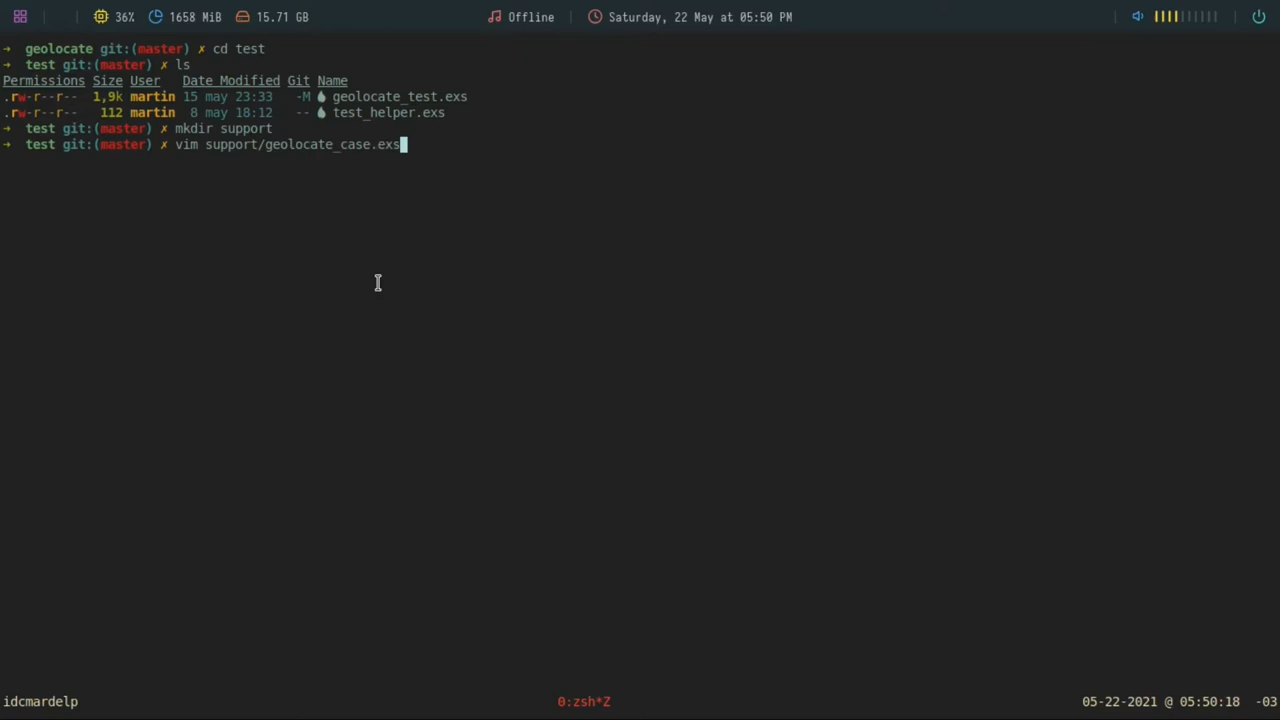 36% 1658 MiB 15.71 GB Offline Saturday, 22 May at 05:50 PM
→ geolocate git:(master) ✗ cd test
→ test git:(master) ✗ ls
Permissions Size User Date Modified Git Name
.rw-r--r-- 1,9k martin 15 may 23:33 -M geolocate_test.exs
.rw-r--r-- 112 martin 8 may 18:12 -- test_helper.exs
→ test git:(master) ✗ mkdir support
→ test git:(master) ✗ vim support/geolocate_case.exs
idcmardelp 0:zsh*Z 05-22-2021 @ 05:50:18 -03